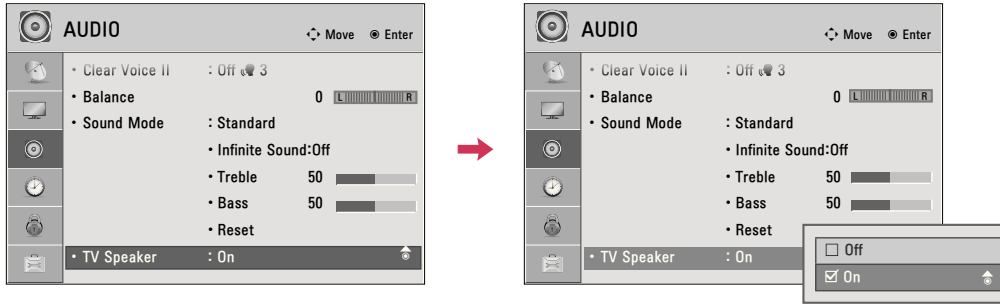 AUDIO
Move Enter
• Clear Voice II : Off 3
• Balance 0 L R
• Sound Mode : Standard
• Infinite Sound:Off
• Treble 50
• Bass 50
• Reset
• TV Speaker : On
AUDIO
Move Enter
• Clear Voice II : Off 3
• Balance 0 L R
• Sound Mode : Standard
• Infinite Sound:Off
• Treble 50
• Bass 50
• Reset
• TV Speaker : On
☐ Off
☑ On